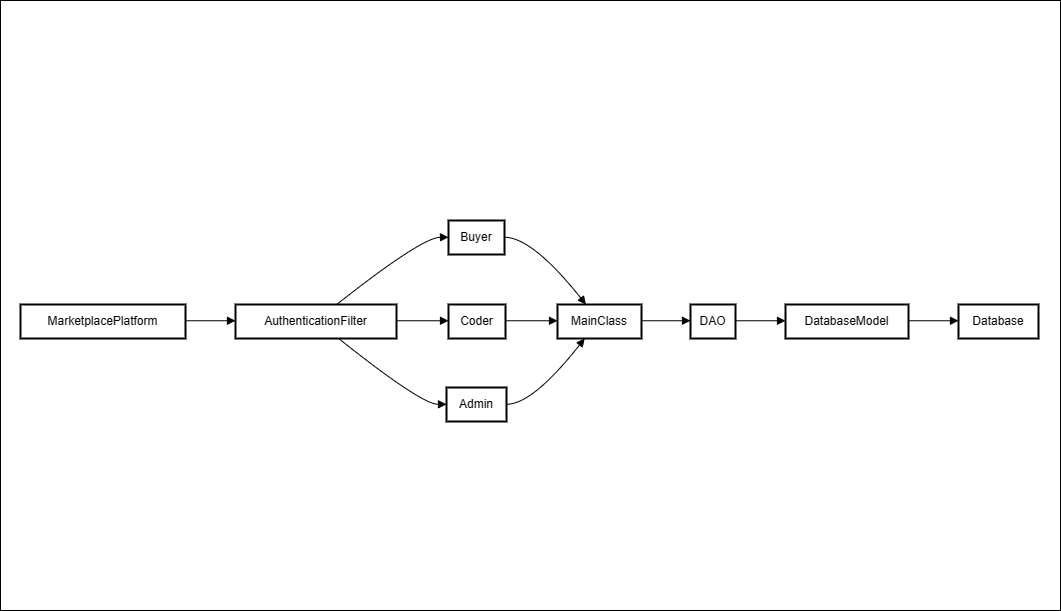 MarketplacePlatform
AuthenticationFilter
Buyer
Coder
Admin
MainClass
DAO
DatabaseModel
Database